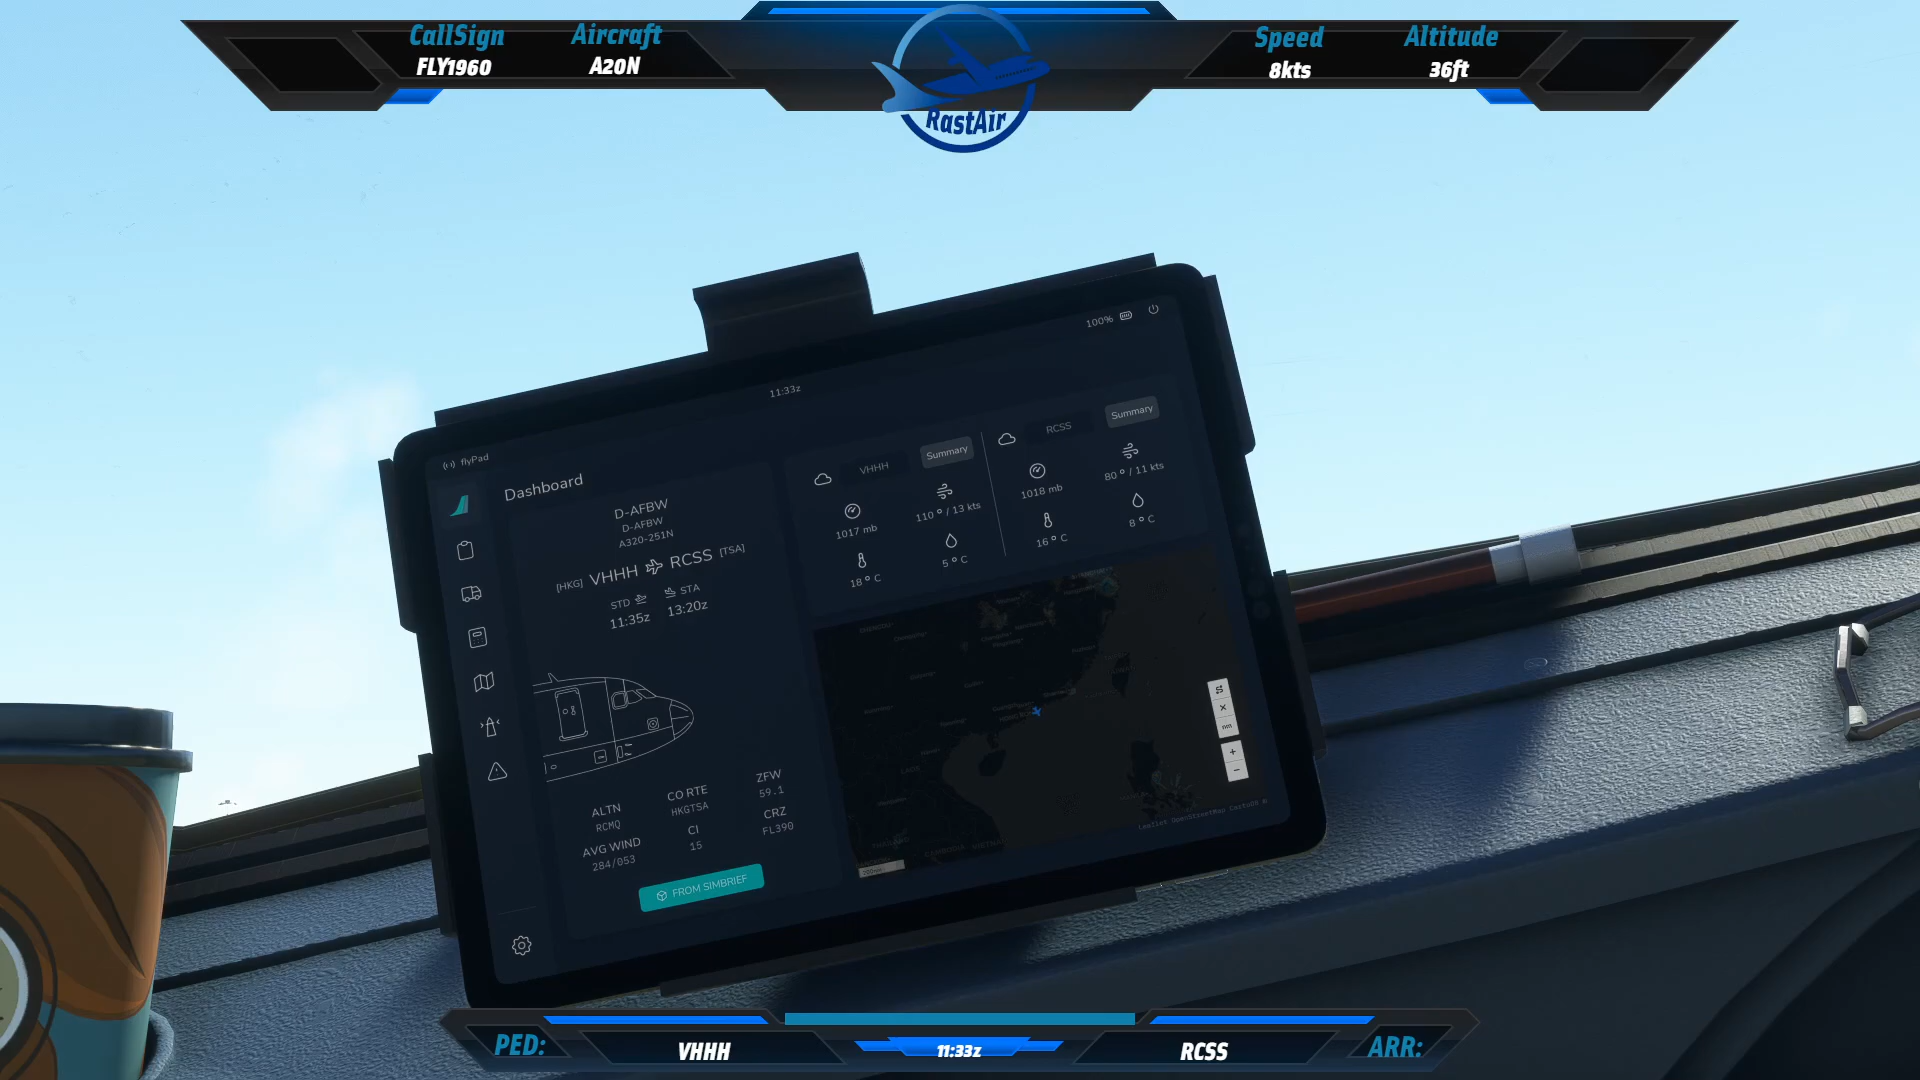 CallSign
FLY1960
Aircraft
A20N
RastAir
Speed
8kts
Altitude
36ft
100%
11:33z
flyPad
Dashboard
D-AFBW
D-AFBW
A320-251N
[HKG] VHHH RCSS [TSA]
STD STA
11:35z 13:20z
ALTN
RCMQ
CO RTE
HKGTSA
ZFW
59.1
AVG WIND
284/053
CI
15
CRZ
FL390
FROM SIMBRIEF
VHHH
Summary
1017 mb
110 º / 13 kts
18 º C
5 º C
RCSS
Summary
1018 mb
80 º / 11 kts
16 º C
8 º C
nm
+
−
PED:
VHHH
11:33z
RCSS
ARR: